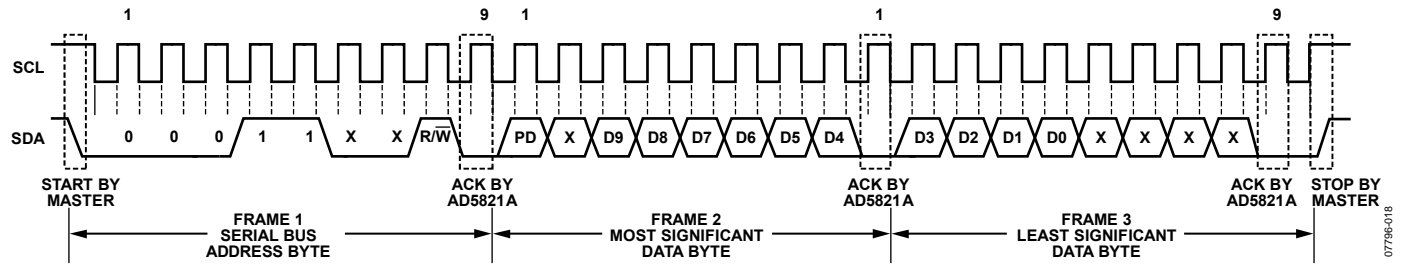 1 9 1 1 9
SCL
SDA 0 0 0 1 1 X X R/W̅ PD X D9 D8 D7 D6 D5 D4 D3 D2 D1 D0 X X X X
START BY
MASTER
ACK BY
AD5821A
ACK BY
AD5821A
ACK BY
AD5821A
STOP BY
MASTER
FRAME 1
SERIAL BUS
ADDRESS BYTE
FRAME 2
MOST SIGNIFICANT
DATA BYTE
FRAME 3
LEAST SIGNIFICANT
DATA BYTE
07796-018